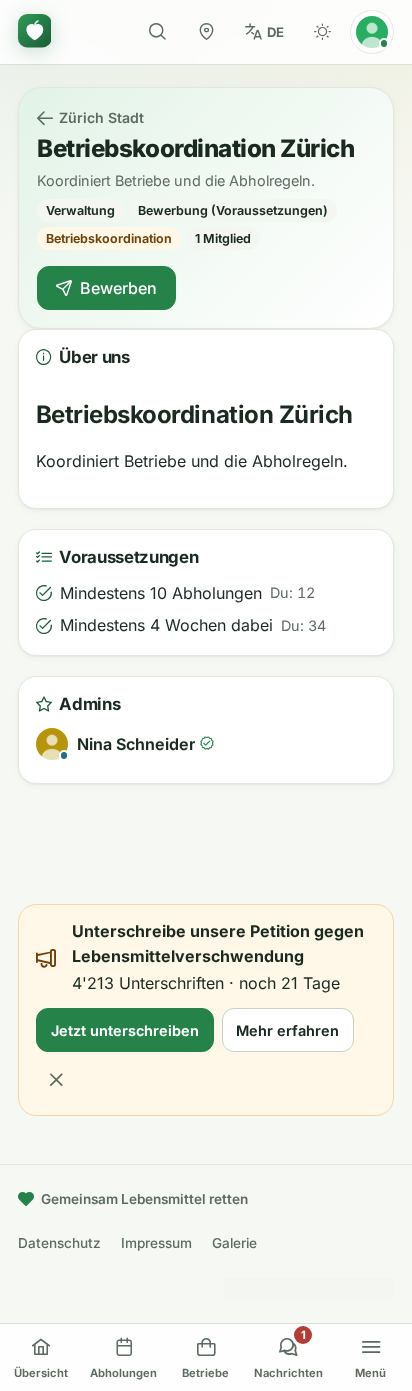 DE
Zürich Stadt
Betriebskoordination Zürich
Koordiniert Betriebe und die Abholregeln.
Verwaltung Bewerbung (Voraussetzungen)
Betriebskoordination 1 Mitglied
Bewerben
Über uns
Betriebskoordination Zürich
Koordiniert Betriebe und die Abholregeln.
Voraussetzungen
Mindestens 10 Abholungen Du: 12
Mindestens 4 Wochen dabei Du: 34
Admins
Nina Schneider
Unterschreibe unsere Petition gegen
Lebensmittelverschwendung
4'213 Unterschriften · noch 21 Tage
Jetzt unterschreiben Mehr erfahren
Gemeinsam Lebensmittel retten
Datenschutz Impressum Galerie
1
Übersicht Abholungen Betriebe Nachrichten Menü